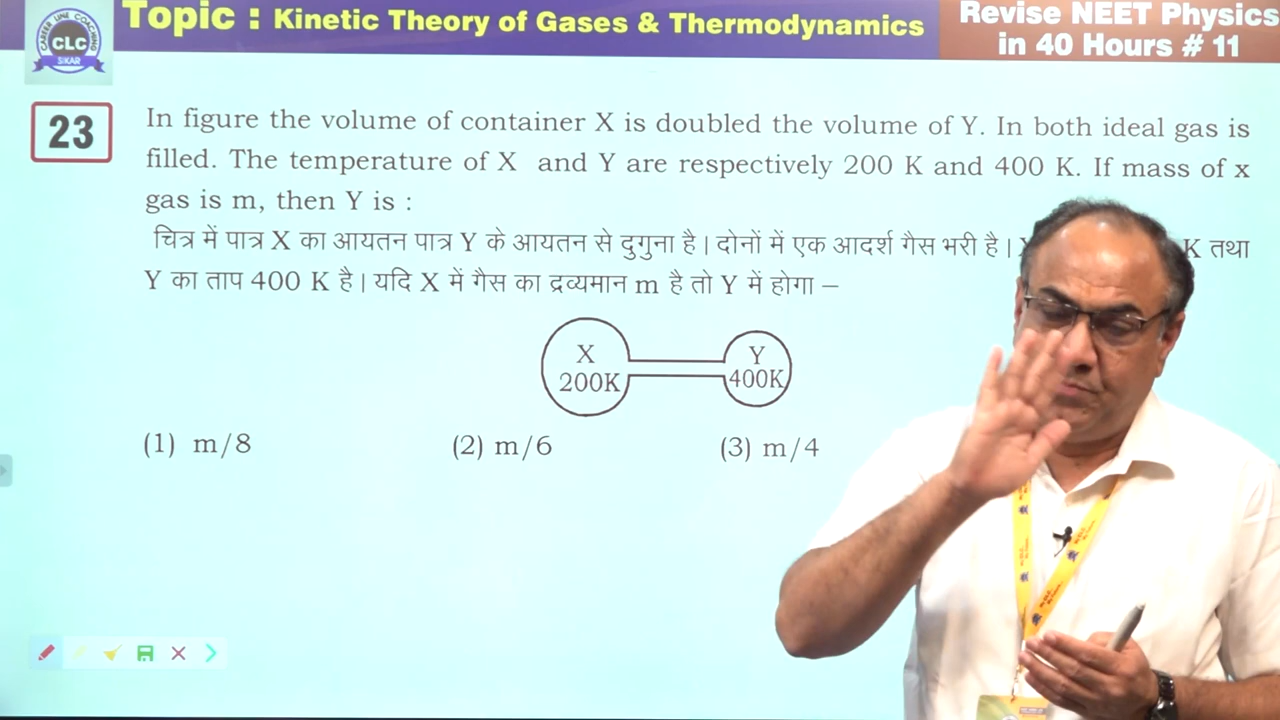 Topic : Kinetic Theory of Gases & Thermodynamics
Revise NEET Physics
in 40 Hours # 11
CAREER LINE COACHING
CLC
SIKAR
23
In figure the volume of container X is doubled the volume of Y. In both ideal gas is
filled. The temperature of X and Y are respectively 200 K and 400 K. If mass of x
gas is m, then Y is :
चित्र में पात्र X का आयतन पात्र Y के आयतन से दुगुना है। दोनों में एक आदर्श गैस भरी है। K तथा
Y का ताप 400 K है। यदि X में गैस का द्रव्यमान m है तो Y में होगा –
X
200K
Y
400K
(1) m/8
(2) m/6
(3) m/4